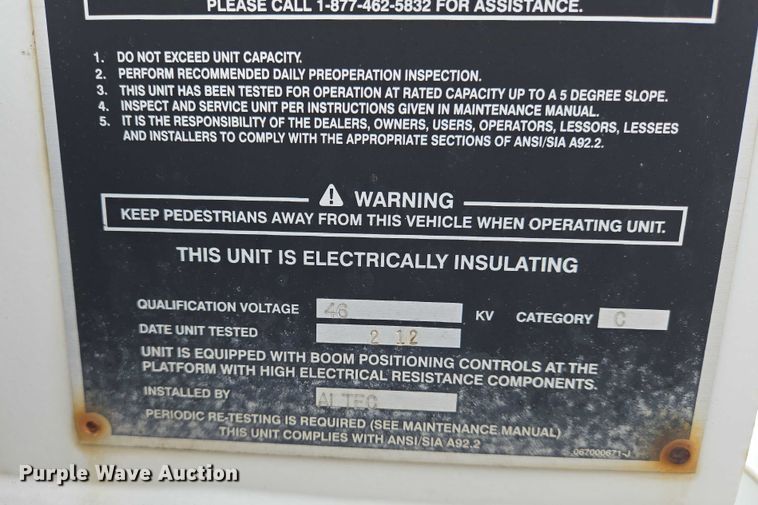 PLEASE CALL 1-877-462-5832 FOR ASSISTANCE.
1. DO NOT EXCEED UNIT CAPACITY.
2. PERFORM RECOMMENDED DAILY PREOPERATION INSPECTION.
3. THIS UNIT HAS BEEN TESTED FOR OPERATION AT RATED CAPACITY UP TO A 5 DEGREE SLOPE.
4. INSPECT AND SERVICE UNIT PER INSTRUCTIONS GIVEN IN MAINTENANCE MANUAL.
5. IT IS THE RESPONSIBILITY OF THE DEALERS, OWNERS, USERS, OPERATORS, LESSORS, LESSEES
AND INSTALLERS TO COMPLY WITH THE APPROPRIATE SECTIONS OF ANSI/SIA A92.2.
WARNING
KEEP PEDESTRIANS AWAY FROM THIS VEHICLE WHEN OPERATING UNIT.
THIS UNIT IS ELECTRICALLY INSULATING
QUALIFICATION VOLTAGE 46 KV CATEGORY C
DATE UNIT TESTED 2 12
UNIT IS EQUIPPED WITH BOOM POSITIONING CONTROLS AT THE
PLATFORM WITH HIGH ELECTRICAL RESISTANCE COMPONENTS.
INSTALLED BY ALTEC
PERIODIC RE-TESTING IS REQUIRED (SEE MAINTENANCE MANUAL)
THIS UNIT COMPLIES WITH ANSI/SIA A92.2
067000671-J
Purple Wave Auction